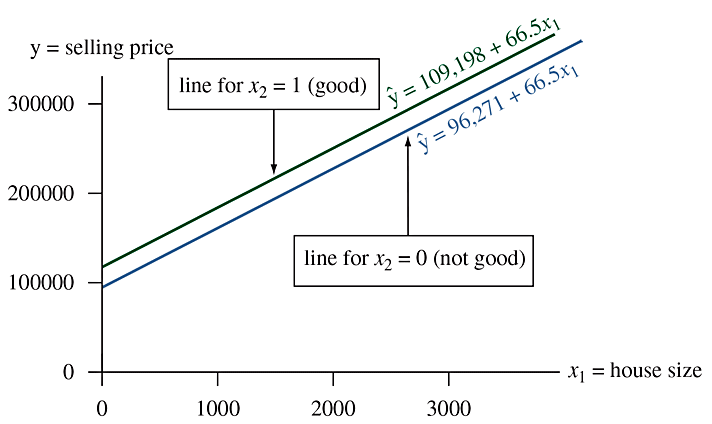 y = selling price
ŷ = 109,198 + 66.5x₁
line for x₂ = 1 (good)
ŷ = 96,271 + 66.5x₁
300000
200000
line for x₂ = 0 (not good)
100000
0
x₁ = house size
0 1000 2000 3000